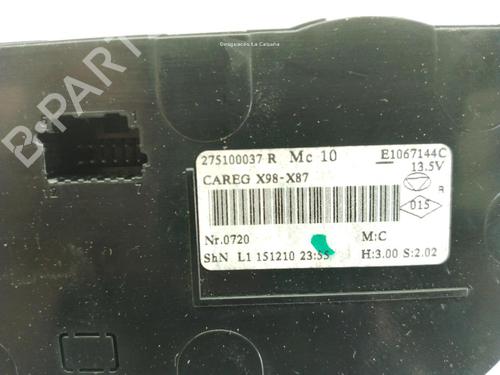 Desguaces La Cabaña
B-PARTS
275100037 R Mc 10 E1067144C
13.5V
CAREG X98-X87
R
015
Nr.0720 M:C
ShN L1 151210 23:55 H:3.00 S:2.02